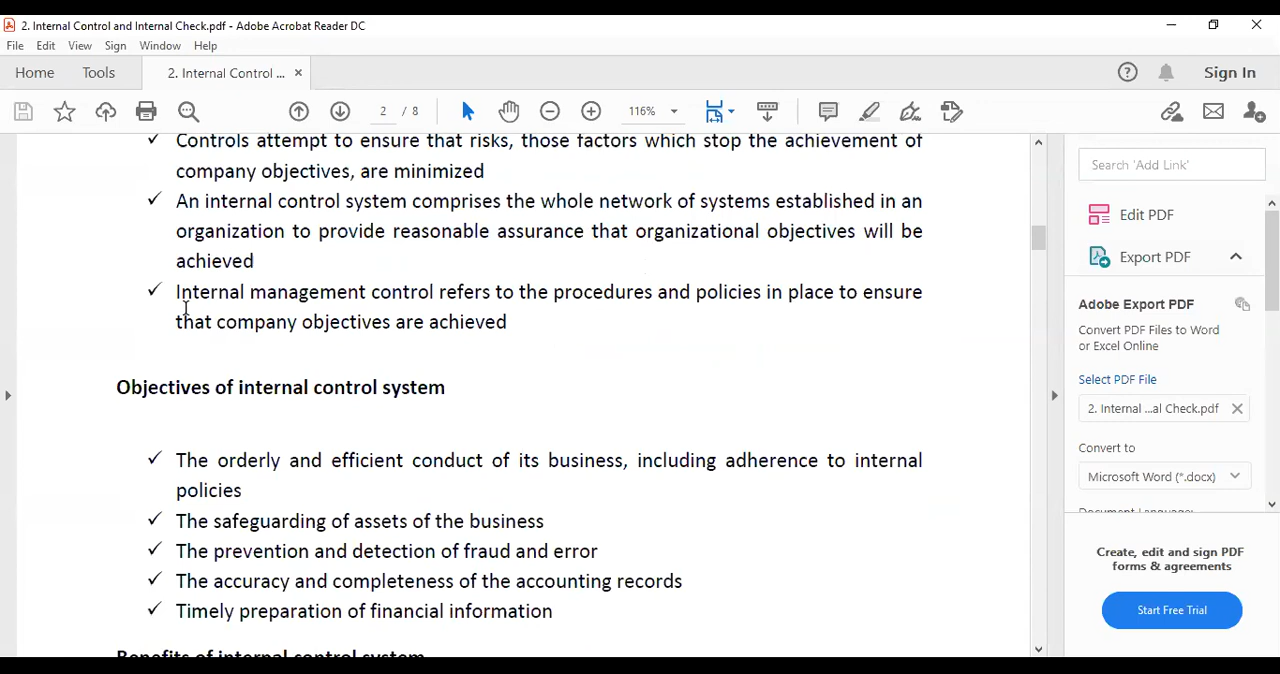 2. Internal Control and Internal Check.pdf - Adobe Acrobat Reader DC
File Edit View Sign Window Help
Home Tools 2. Internal Control ... × Sign In
2 / 8 116%
Controls attempt to ensure that risks, those factors which stop the achievement of
company objectives, are minimized
✓ An internal control system comprises the whole network of systems established in an
organization to provide reasonable assurance that organizational objectives will be
achieved
✓ Internal management control refers to the procedures and policies in place to ensure
that company objectives are achieved
Objectives of internal control system
✓ The orderly and efficient conduct of its business, including adherence to internal
policies
✓ The safeguarding of assets of the business
✓ The prevention and detection of fraud and error
✓ The accuracy and completeness of the accounting records
✓ Timely preparation of financial information
Benefits of internal control system
Search 'Add Link'
Edit PDF
Export PDF
Adobe Export PDF
Convert PDF Files to Word
or Excel Online
Select PDF File
2. Internal ...al Check.pdf
Convert to
Microsoft Word (*.docx)
Document Language:
Create, edit and sign PDF
forms & agreements
Start Free Trial